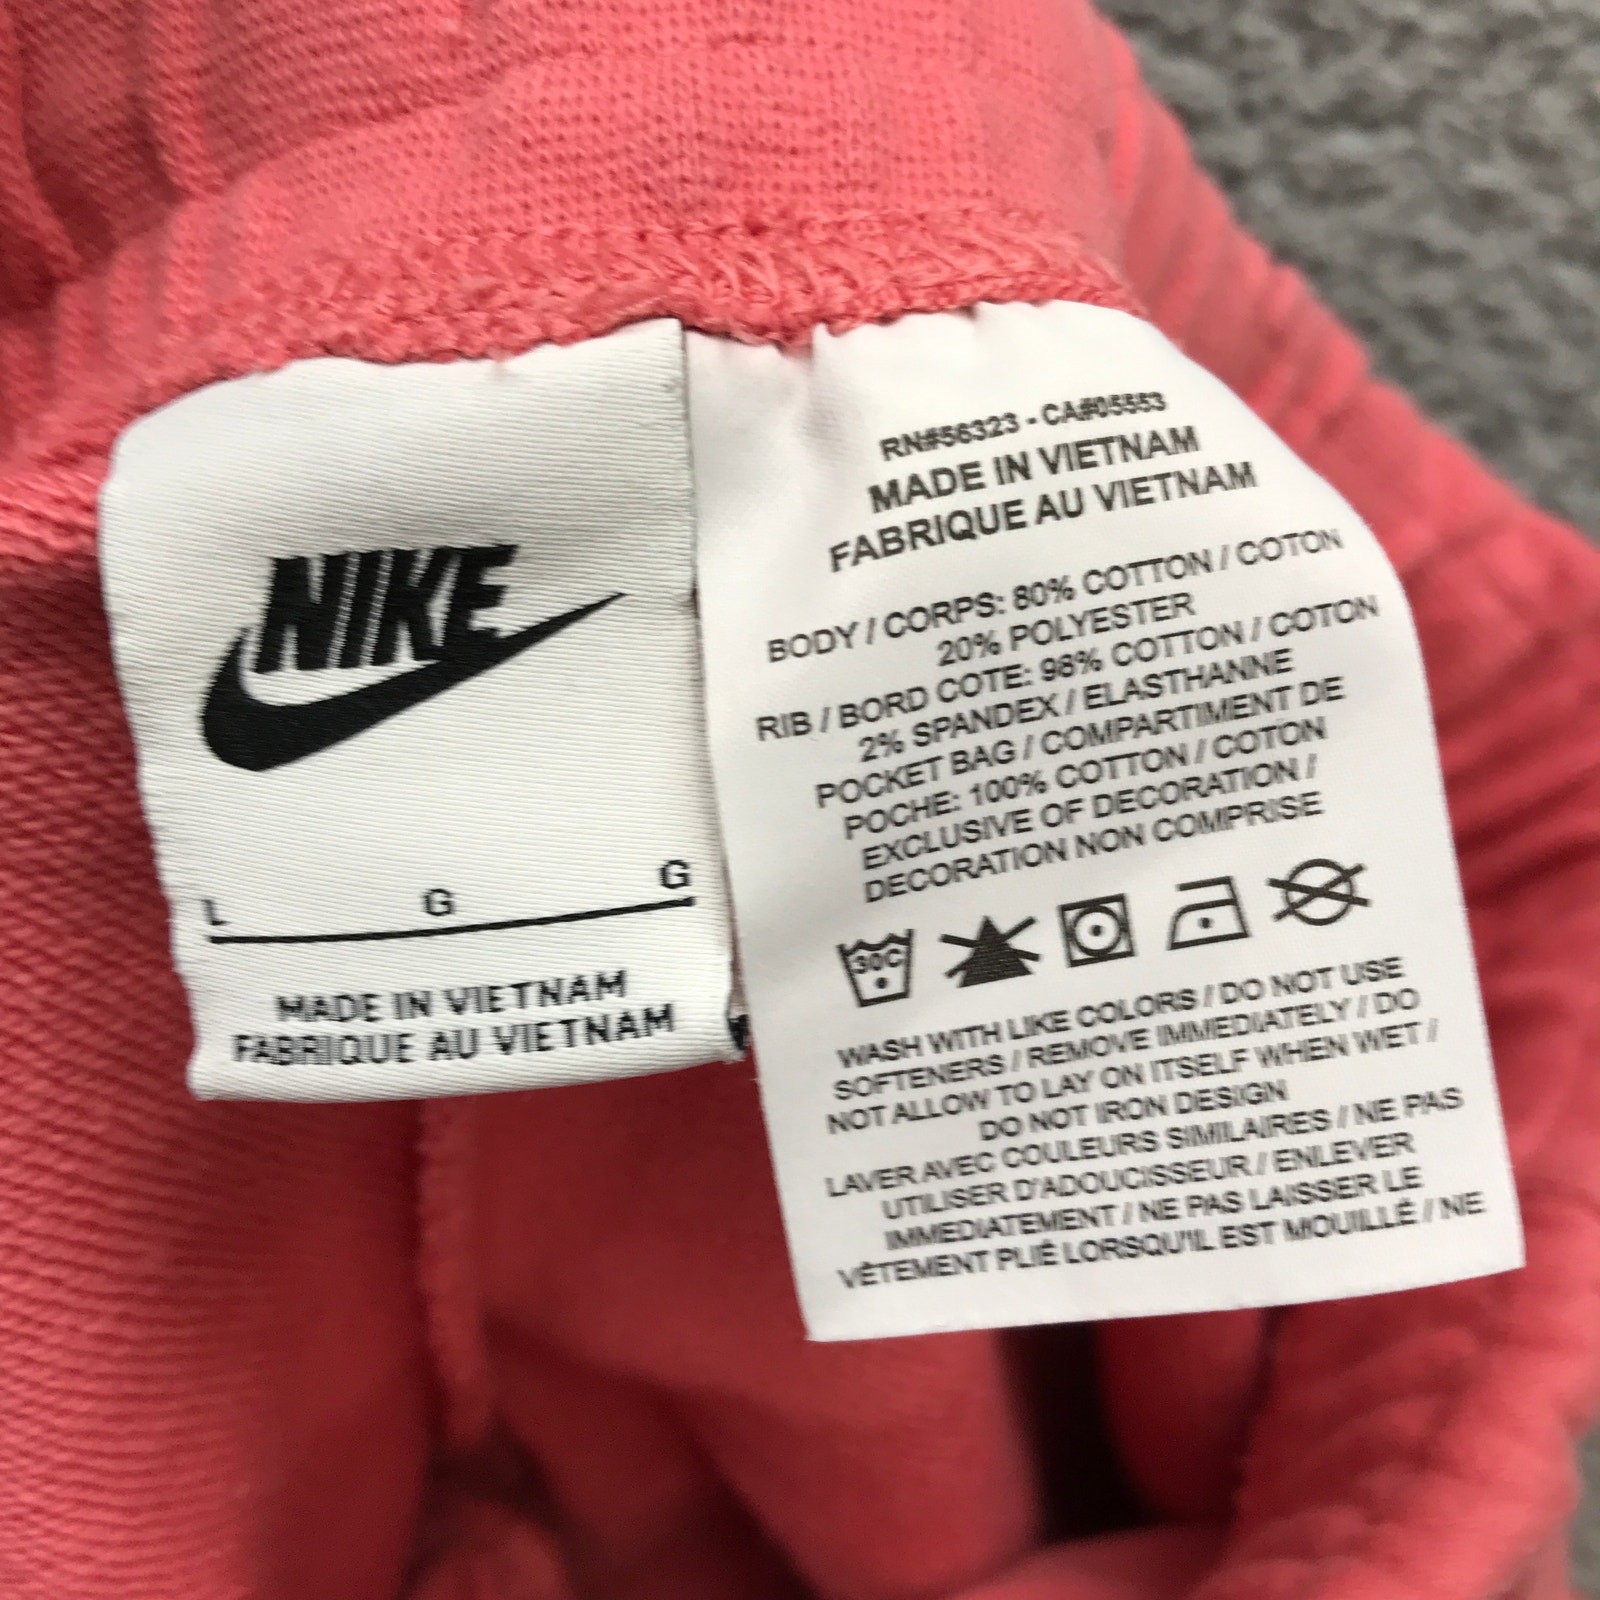 NIKE
L G G
MADE IN VIETNAM
FABRIQUE AU VIETNAM
RN#56323 - CA#05553
MADE IN VIETNAM
FABRIQUE AU VIETNAM
BODY / CORPS: 80% COTTON / COTON
20% POLYESTER
RIB / BORD COTE: 98% COTTON / COTON
2% SPANDEX / ELASTHANNE
POCKET BAG / COMPARTIMENT DE
POCHE: 100% COTTON / COTON
EXCLUSIVE OF DECORATION /
DECORATION NON COMPRISE
30C
WASH WITH LIKE COLORS / DO NOT USE
SOFTENERS / REMOVE IMMEDIATELY / DO
NOT ALLOW TO LAY ON ITSELF WHEN WET /
DO NOT IRON DESIGN
LAVER AVEC COULEURS SIMILAIRES / NE PAS
UTILISER D'ADOUCISSEUR / ENLEVER
IMMEDIATEMENT / NE PAS LAISSER LE
VÊTEMENT PLIÉ LORSQU'IL EST MOUILLÉ / NE